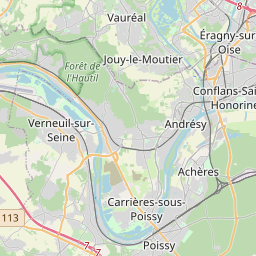 Vauréal
Éragny-sur-
Oise
8
Jouy-le-Moutier
Forêt de
l'Hautil
Conflans-Sai
Honorine
Verneuil-sur-
Seine
Andrésy
Achères
Carrières-sous-
Poissy
113
Poissy